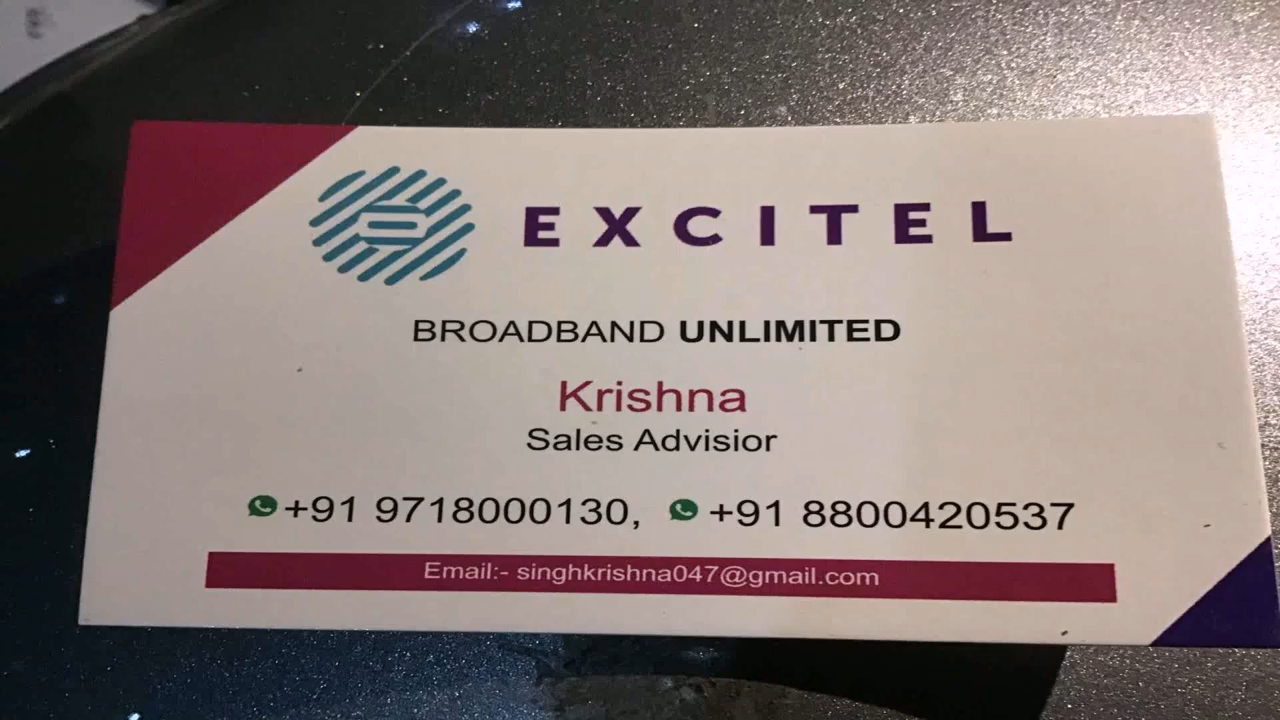 EXCITEL
BROADBAND UNLIMITED
Krishna
Sales Advisior
+91 9718000130, +91 8800420537
Email:- singhkrishna047@gmail.com